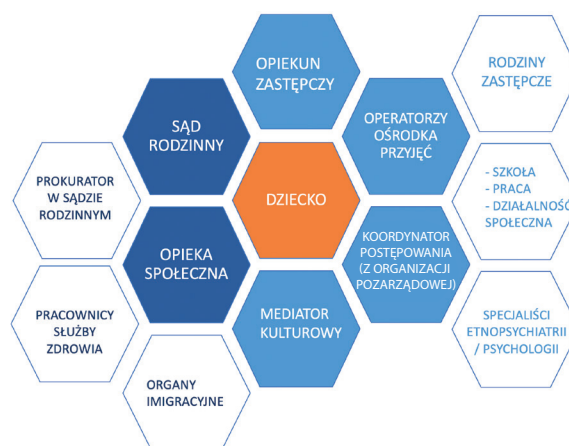 OPIEKUN
ZASTĘPCZY
RODZINY
ZASTĘPCZE
SĄD
RODZINNY
OPERATORZY
OŚRODKA
PRZYJĘĆ
PROKURATOR
W SĄDZIE
RODZINNYM
DZIECKO
- SZKOŁA
- PRACA
- DZIAŁALNOŚĆ
SPOŁECZNA
OPIEKA
SPOŁECZNA
KOORDYNATOR
POSTĘPOWANIA
(Z ORGANIZACJI
POZARZĄDOWEJ)
PRACOWNICY
SŁUŻBY
ZDROWIA
MEDIATOR
KULTUROWY
SPECJALIŚCI
ETNOPSYCHIATRII
/ PSYCHOLOGII
ORGANY
IMIGRACYJNE